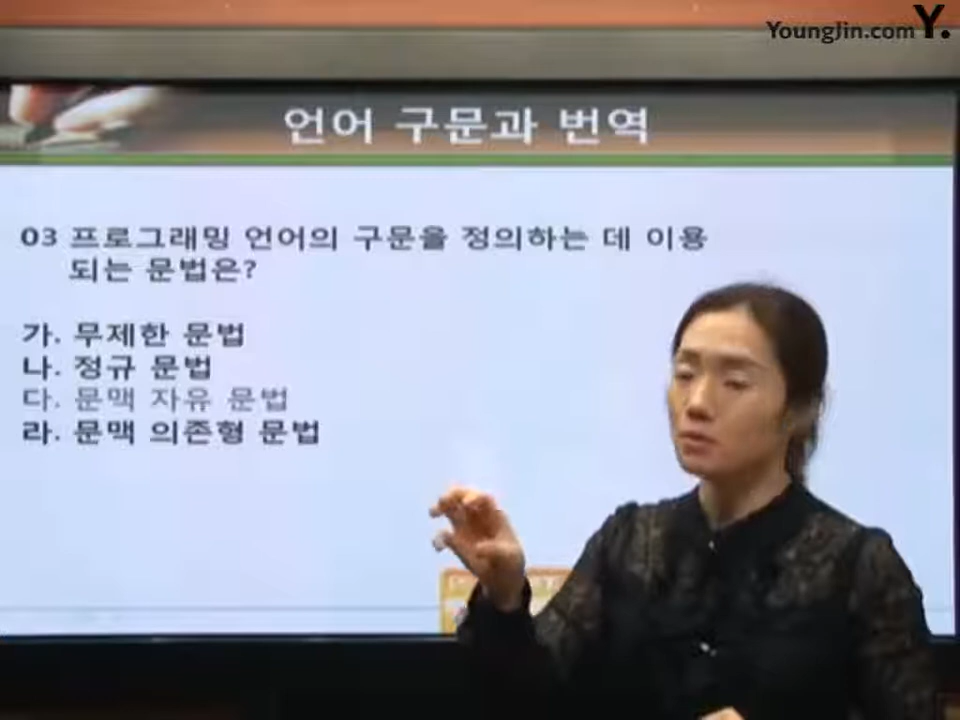 YoungJin.com Y.
언어 구문과 번역
03 프로그래밍 언어의 구문을 정의하는 데 이용
되는 문법은?
가. 무제한 문법
나. 정규 문법
다. 문맥 자유 문법
라. 문맥 의존형 문법